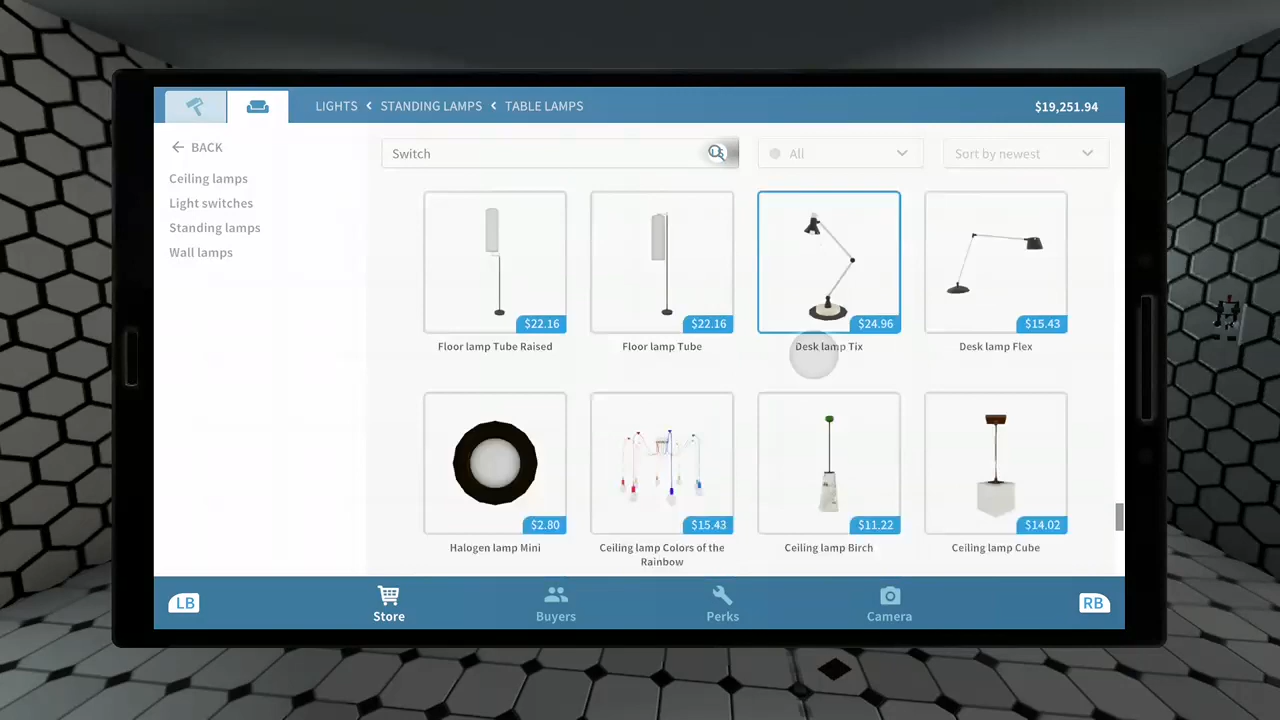 LIGHTS < STANDING LAMPS < TABLE LAMPS
$19,251.94
BACK
Ceiling lamps
Light switches
Standing lamps
Wall lamps
Switch
LS
All
Sort by newest
$22.16
$22.16
$24.96
$15.43
Floor lamp Tube Raised
Floor lamp Tube
Desk lamp Tix
Desk lamp Flex
$2.80
$15.43
$11.22
$14.02
Halogen lamp Mini
Ceiling lamp Colors of the
Rainbow
Ceiling lamp Birch
Ceiling lamp Cube
LB
Store
Buyers
Perks
Camera
RB